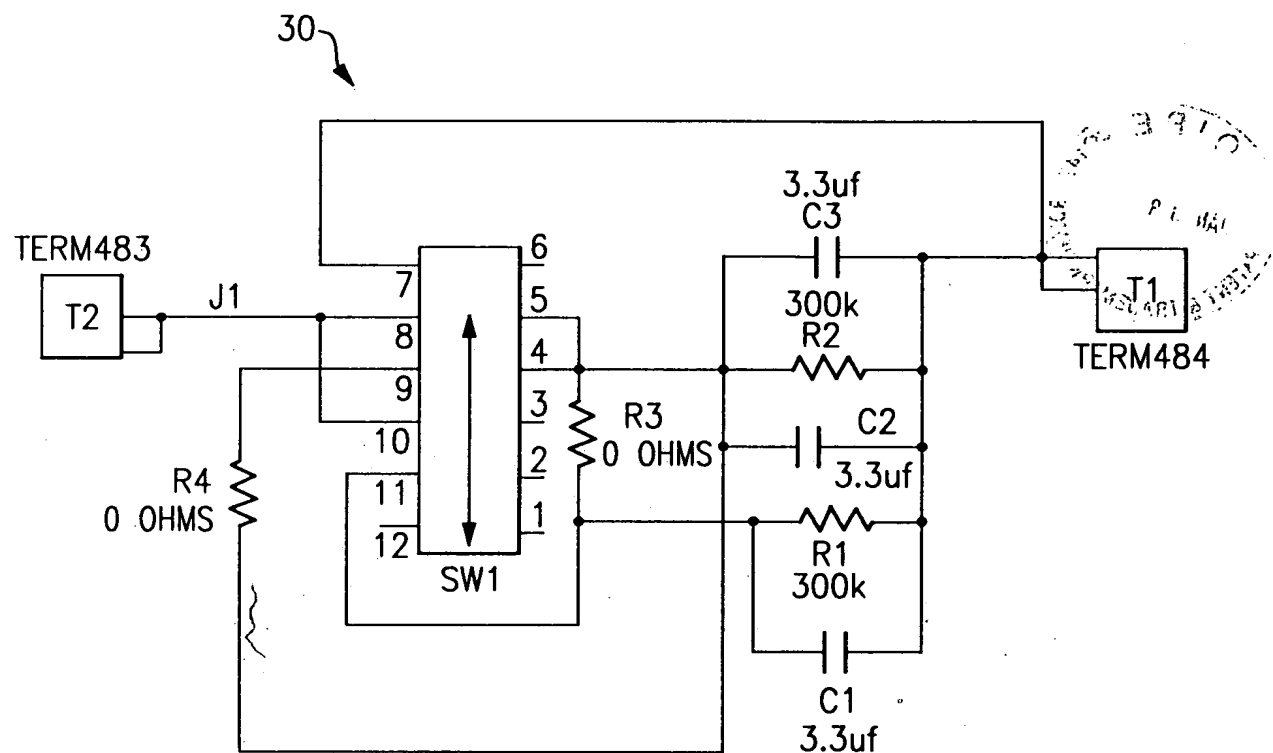 30
3.3uf
C3
TERM483
T2
J1
6
7
5
8
4
9
3
10
2
11
1
12
SW1
300k
R2
T1
TERM484
C2
3.3uf
R3
0 OHMS
R4
0 OHMS
R1
300k
C1
3.3uf